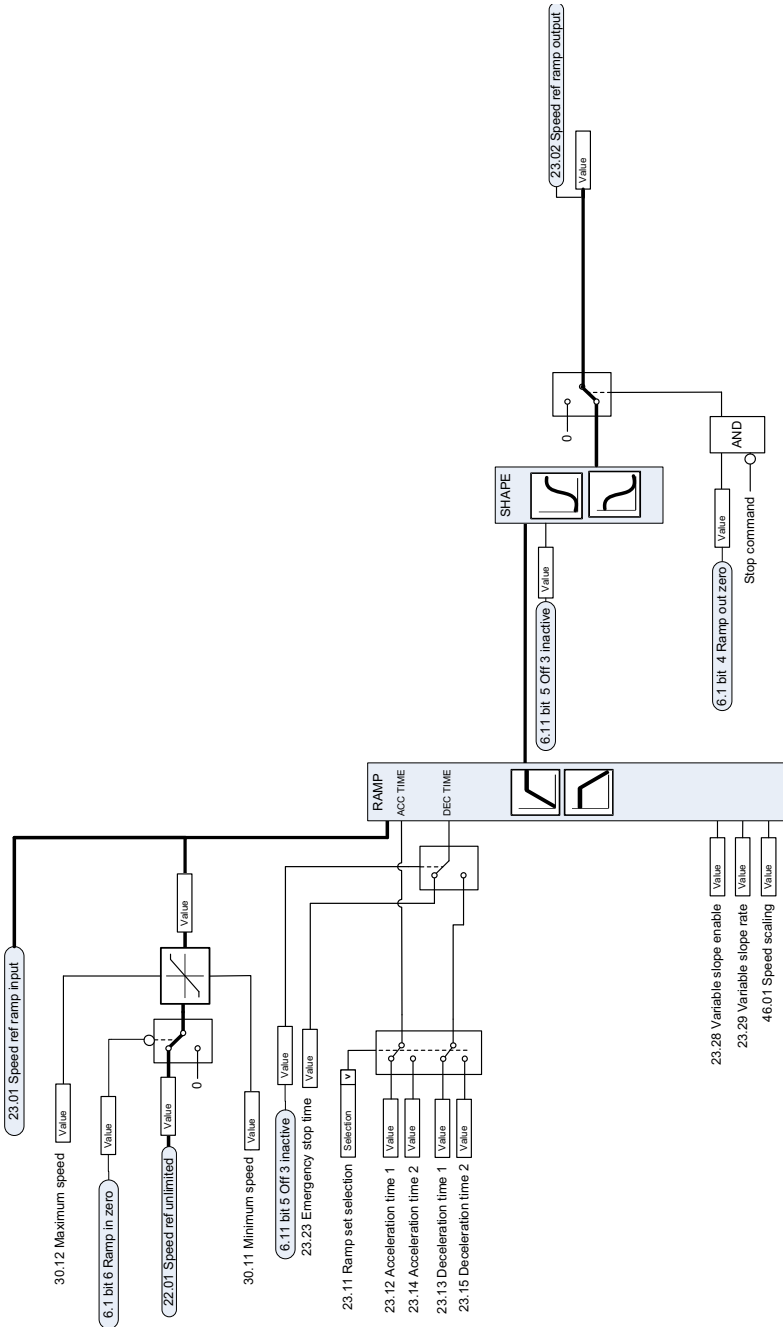 23.01 Speed ref ramp input
30.12 Maximum speed
Value
6.1 bit 6 Ramp in zero
Value
22.01 Speed ref unlimited
Value
0
Value
30.11 Minimum speed
Value
6.11 bit 5 Off 3 inactive
Value
23.23 Emergency stop time
Value
23.11 Ramp set selection
Selection
v
23.12 Acceleration time 1
Value
23.14 Acceleration time 2
Value
23.13 Deceleration time 1
Value
23.15 Deceleration time 2
Value
RAMP
ACC TIME
DEC TIME
23.28 Variable slope enable
Value
23.29 Variable slope rate
Value
46.01 Speed scaling
Value
SHAPE
6.11 bit 5 Off 3 inactive
Value
0
6.1 bit 4 Ramp out zero
Value
AND
Stop command
23.02 Speed ref ramp output
Value